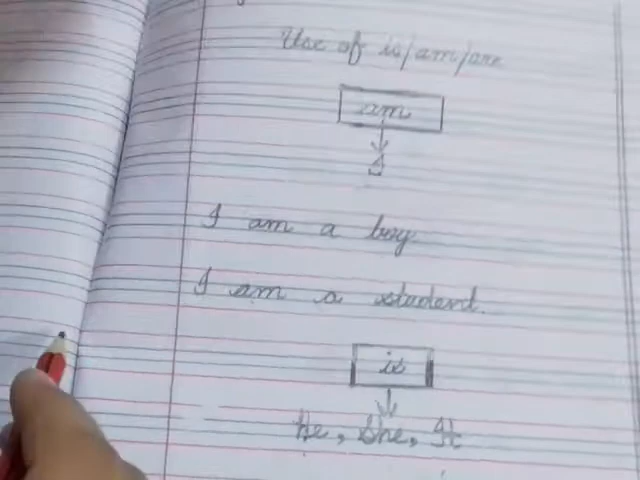 Use of is/am/are
am
I
I am a boy.
I am a student.
is
He, She, It